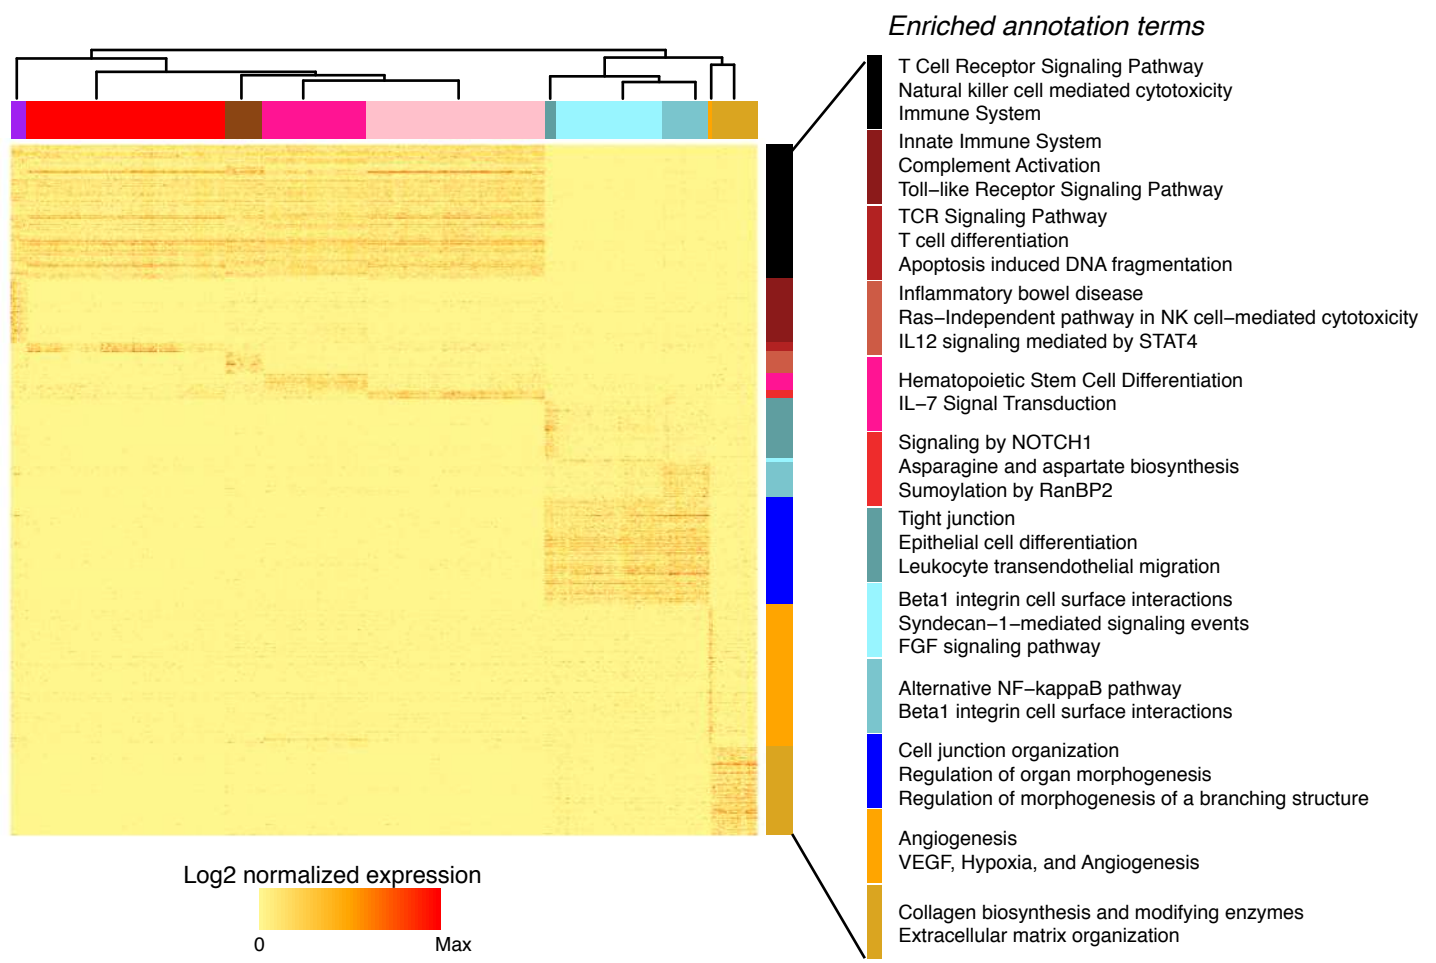 Enriched annotation terms
T Cell Receptor Signaling Pathway
Natural killer cell mediated cytotoxicity
Immune System
Innate Immune System
Complement Activation
Toll−like Receptor Signaling Pathway
TCR Signaling Pathway
T cell differentiation
Apoptosis induced DNA fragmentation
Inflammatory bowel disease
Ras−Independent pathway in NK cell−mediated cytotoxicity
IL12 signaling mediated by STAT4
Hematopoietic Stem Cell Differentiation
IL−7 Signal Transduction
Signaling by NOTCH1
Asparagine and aspartate biosynthesis
Sumoylation by RanBP2
Tight junction
Epithelial cell differentiation
Leukocyte transendothelial migration
Beta1 integrin cell surface interactions
Syndecan−1−mediated signaling events
FGF signaling pathway
Alternative NF−kappaB pathway
Beta1 integrin cell surface interactions
Cell junction organization
Regulation of organ morphogenesis
Regulation of morphogenesis of a branching structure
Angiogenesis
VEGF, Hypoxia, and Angiogenesis
Collagen biosynthesis and modifying enzymes
Extracellular matrix organization
Log2 normalized expression
0 Max